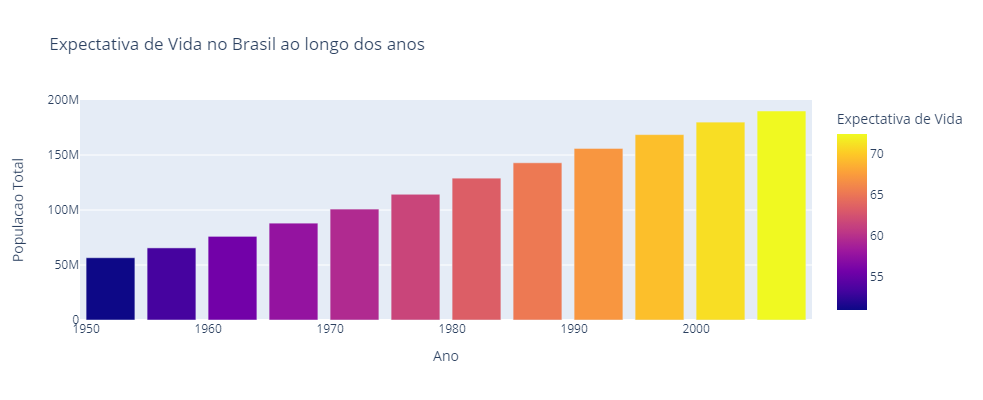 Expectativa de Vida no Brasil ao longo dos anos
Populacao Total
200M
150M
100M
50M
0
1950
1960
1970
1980
1990
2000
Ano
Expectativa de Vida
70
65
60
55